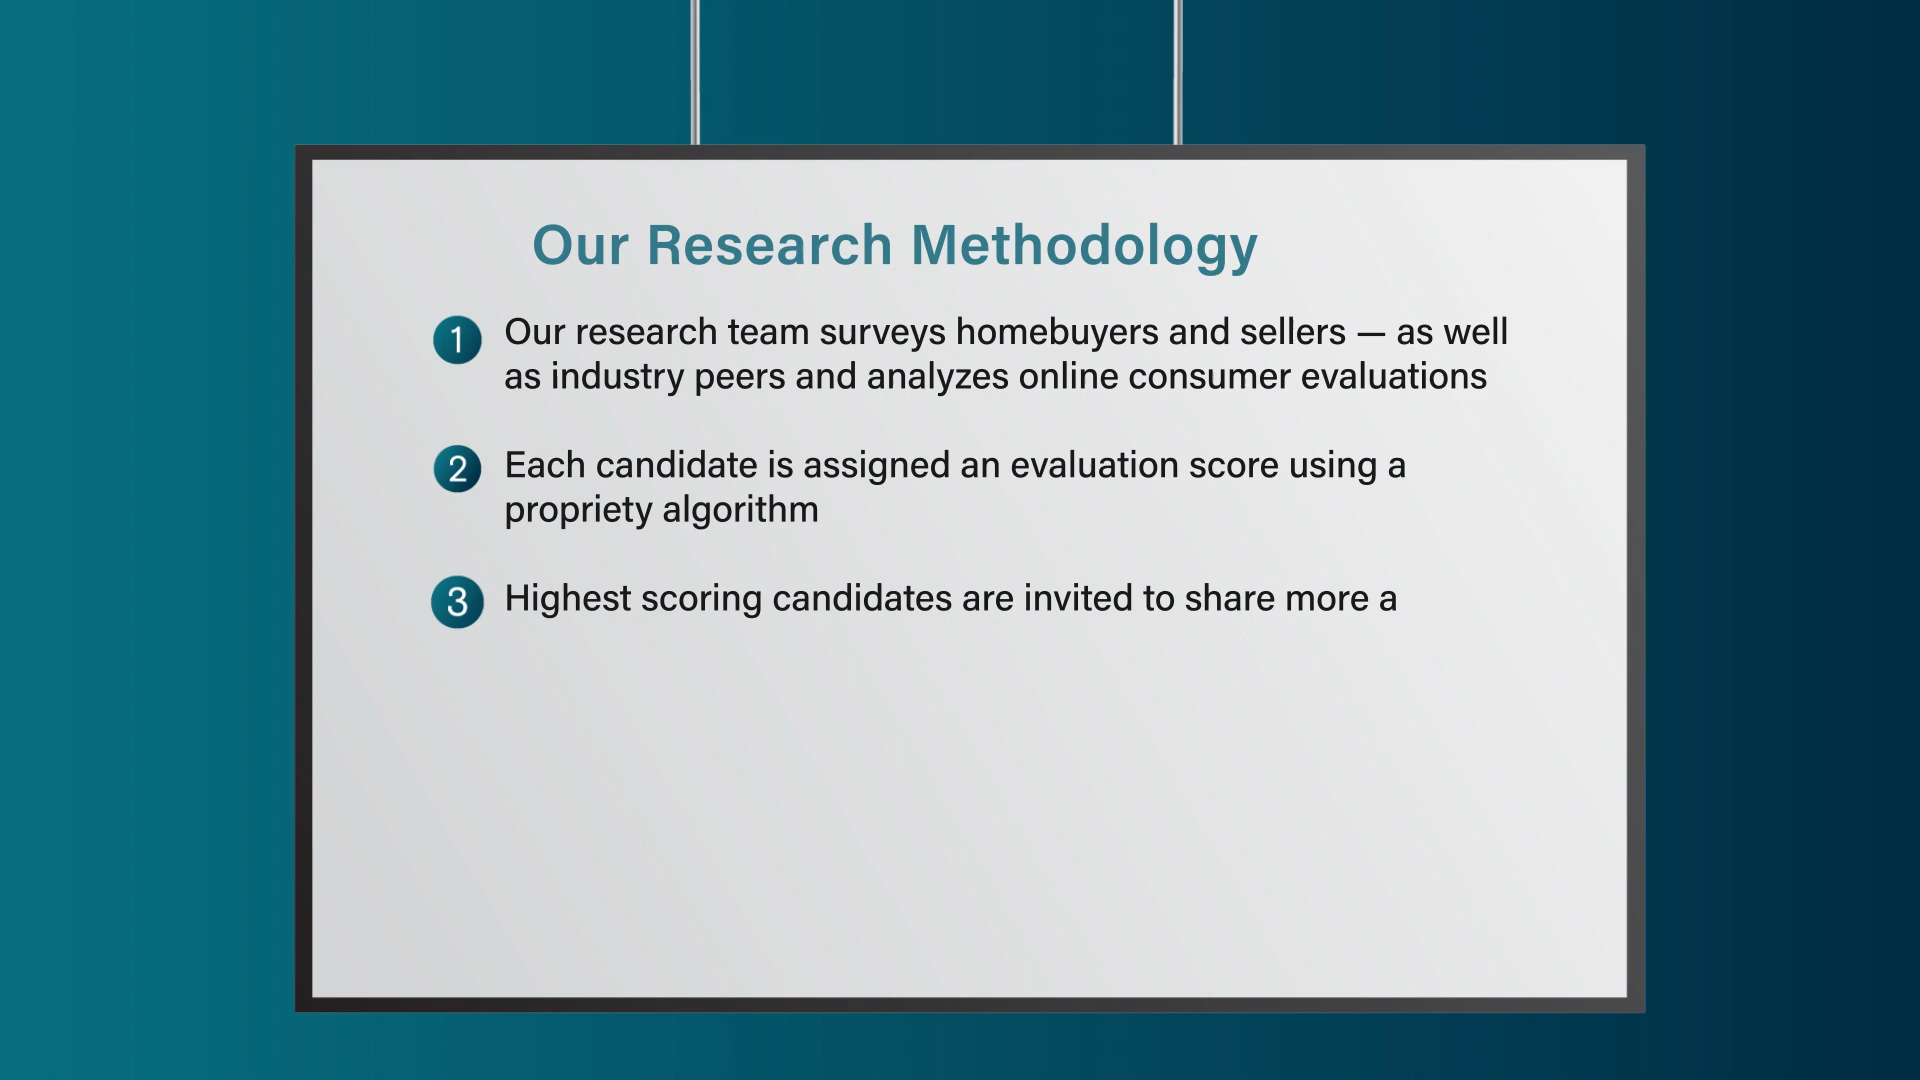 Our Research Methodology
1 Our research team surveys homebuyers and sellers — as well
as industry peers and analyzes online consumer evaluations
2 Each candidate is assigned an evaluation score using a
propriety algorithm
3 Highest scoring candidates are invited to share more a